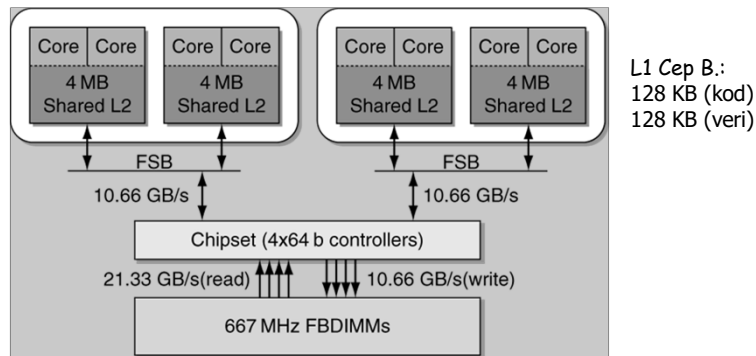 Core Core Core Core Core Core Core Core
4 MB 4 MB 4 MB 4 MB
Shared L2 Shared L2 Shared L2 Shared L2
L1 Cep B.:
128 KB (kod)
128 KB (veri)
FSB FSB
10.66 GB/s 10.66 GB/s
Chipset (4x64 b controllers)
21.33 GB/s(read) 10.66 GB/s(write)
667 MHz FBDIMMs